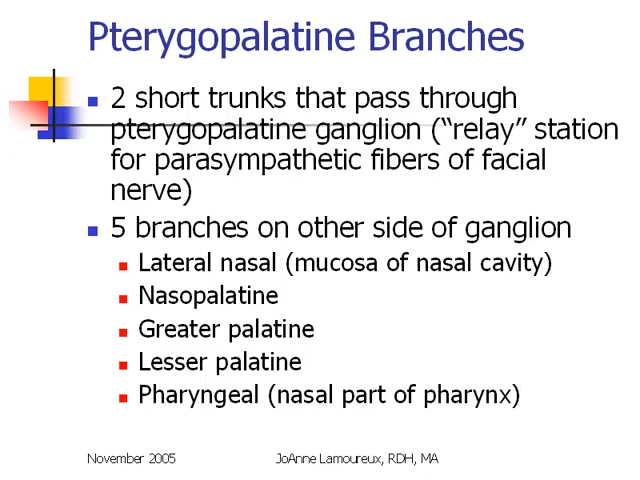 Pterygopalatine Branches
2 short trunks that pass through
pterygopalatine ganglion (“relay” station
for parasympathetic fibers of facial
nerve)
5 branches on other side of ganglion
Lateral nasal (mucosa of nasal cavity)
Nasopalatine
Greater palatine
Lesser palatine
Pharyngeal (nasal part of pharynx)
November 2005 JoAnne Lamoureux, RDH, MA